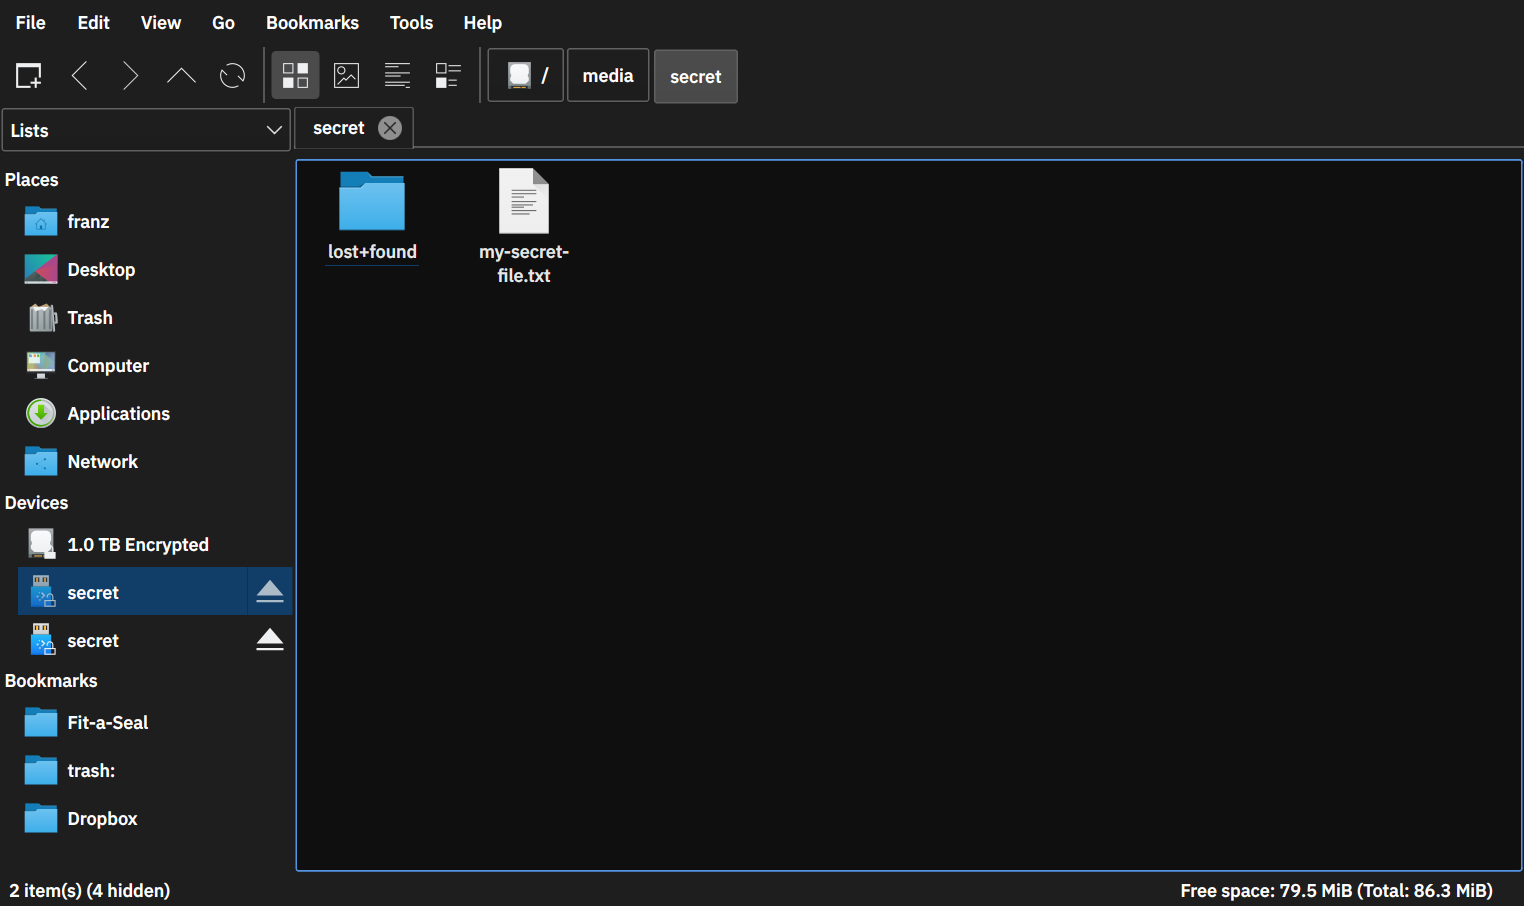 File Edit View Go Bookmarks Tools Help
/ media secret
Lists
secret
Places
franz
Desktop
Trash
Computer
Applications
Network
Devices
1.0 TB Encrypted
secret
secret
Bookmarks
Fit-a-Seal
trash:
Dropbox
lost+found
my-secret-
file.txt
2 item(s) (4 hidden)
Free space: 79.5 MiB (Total: 86.3 MiB)